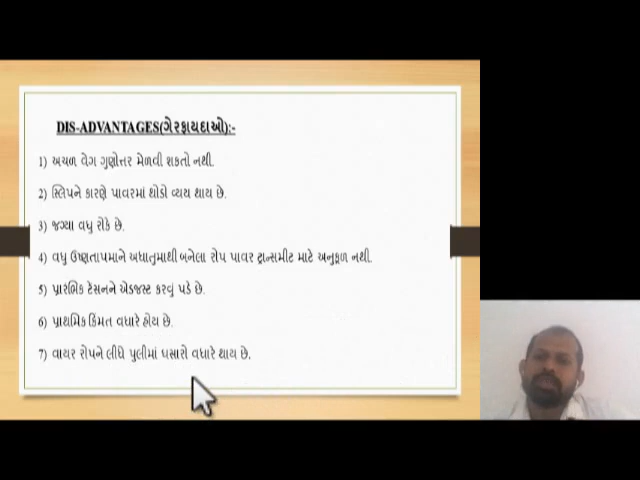 DIS-ADVANTAGES(ગેરફાયદાઓ):-
1) અચળ વેગ ગુણોત્તર મેળવી શકતો નથી.
2) સ્લિપને કારણે પાવરમાં થોડો વ્યય થાય છે.
3) જગ્યા વધુ રોકે છે.
4) વધુ ઉષ્ણતાપમાને અધાતુમાથી બનેલા રોપ પાવર ટ્રાન્સમીટ માટે અનુકૂળ નથી.
5) પ્રારંભિક ટેંસનને એડજસ્ટ કરવું પડે છે.
6) પ્રાથમિક કિંમત વધારે હોય છે.
7) વાયર રોપને લીધે પુલીમાં ધસારો વધારે થાય છે.